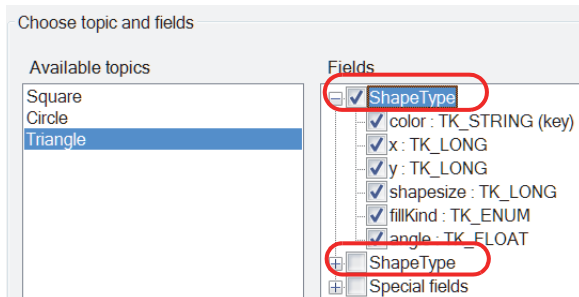 Choose topic and fields
Available topics
Square
Circle
Triangle
Fields
ShapeType
color : TK_STRING (key)
x : TK_LONG
y : TK_LONG
shapesize : TK_LONG
fillKind : TK_ENUM
angle : TK_FLOAT
ShapeType
Special fields